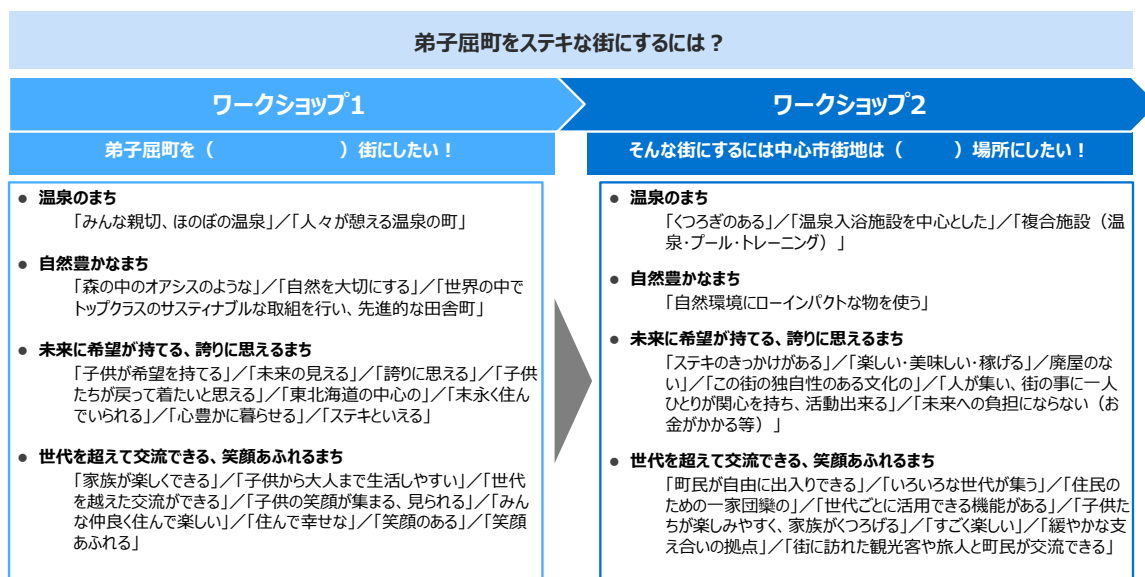 弟子屈町をステキな街にするには？
ワークショップ1
弟子屈町を（　　　　　　　　）街にしたい！
● 温泉のまち
「みんな親切、ほのぼの温泉」／「人々が憩える温泉の町」
● 自然豊かなまち
「森の中のオアシスのような」／「自然を大切にする」／「世界の中で
トップクラスのサスティナブルな取組を行い、先進的な田舎町」
● 未来に希望が持てる、誇りに思えるまち
「子供が希望を持てる」／「未来の見える」／「誇りに思える」／「子供
たちが戻って着たいと思える」／「東北海道の中心の」／「末永く住ん
でいられる」／「心豊かに暮らせる」／「ステキといえる」
● 世代を超えて交流できる、笑顔あふれるまち
「家族が楽しくできる」／「子供から大人まで生活しやすい」／「世代
を越えた交流ができる」／「子供の笑顔が集まる、見られる」／「みん
な仲良く住んで楽しい」／「住んで幸せな」／「笑顔のある」／「笑顔
あふれる」
ワークショップ2
そんな街にするには中心市街地は（　　　）場所にしたい！
● 温泉のまち
「くつろぎのある」／「温泉入浴施設を中心とした」／「複合施設（温
泉・プール・トレーニング）」
● 自然豊かなまち
「自然環境にローインパクトな物を使う」
● 未来に希望が持てる、誇りに思えるまち
「ステキのきっかけがある」／「楽しい・美味しい・稼げる」／廃屋のな
い」／「この街の独自性のある文化の」／「人が集い、街の事に一人
ひとりが関心を持ち、活動出来る」／「未来への負担にならない（お
金がかかる等）」
● 世代を超えて交流できる、笑顔あふれるまち
「町民が自由に出入りできる」／「いろいろな世代が集う」／「住民の
ための一家団欒の」／「世代ごとに活用できる機能がある」／「子供た
ちが楽しみやすく、家族がくつろげる」／「すごく楽しい」／「緩やかな支
え合いの拠点」／「街に訪れた観光客や旅人と町民が交流できる」